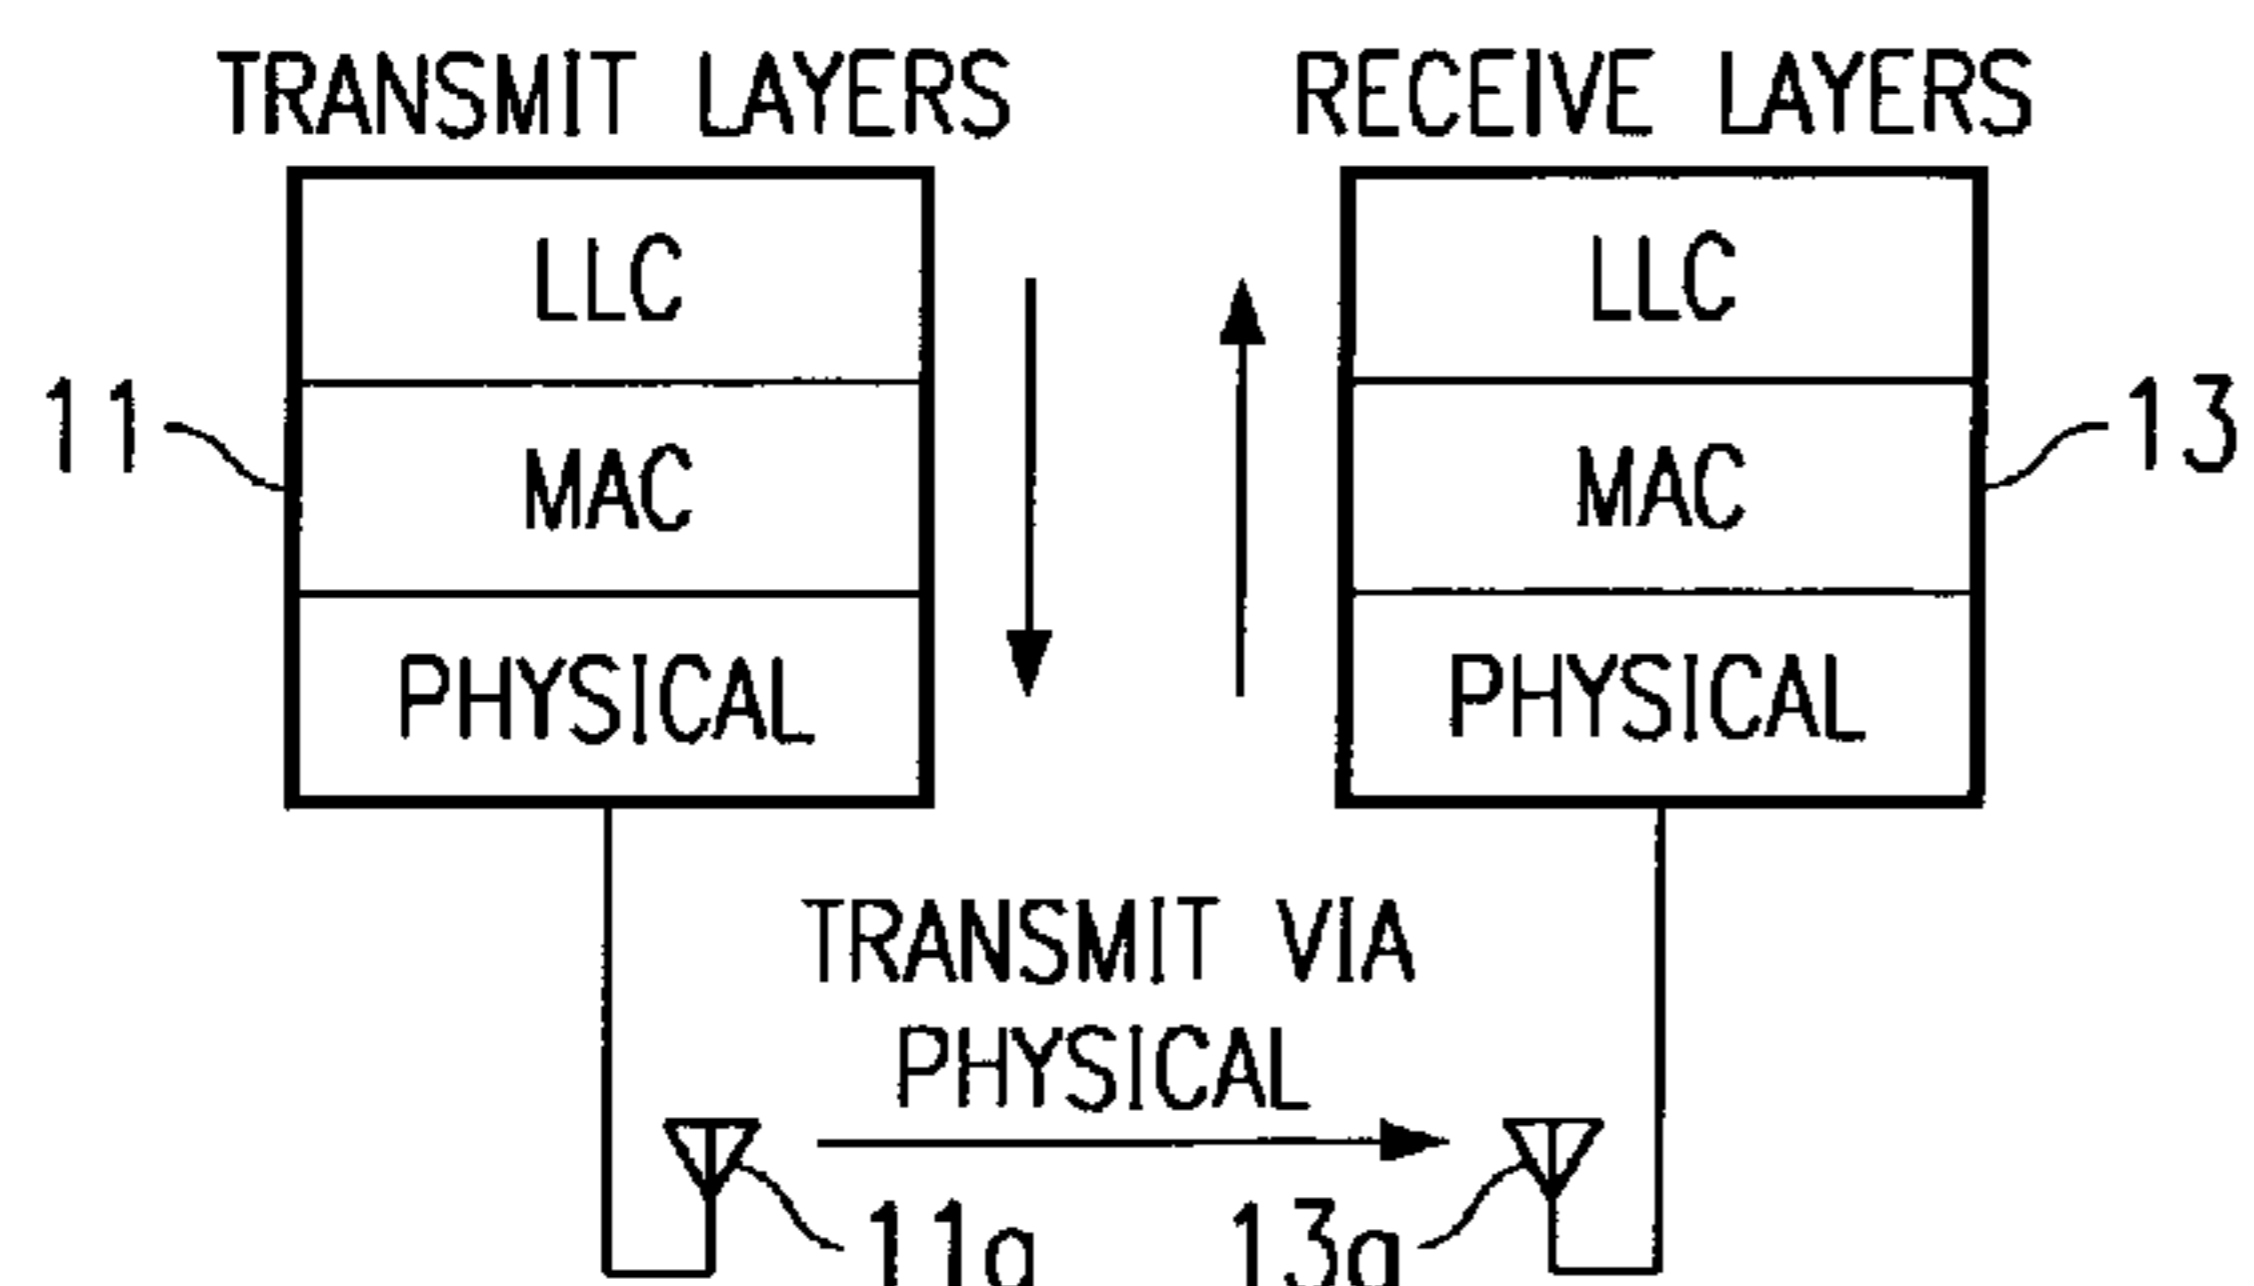 TRANSMIT LAYERS
RECEIVE LAYERS
LLC
MAC
PHYSICAL
11
LLC
MAC
PHYSICAL
13
TRANSMIT VIA
PHYSICAL
11a
13a